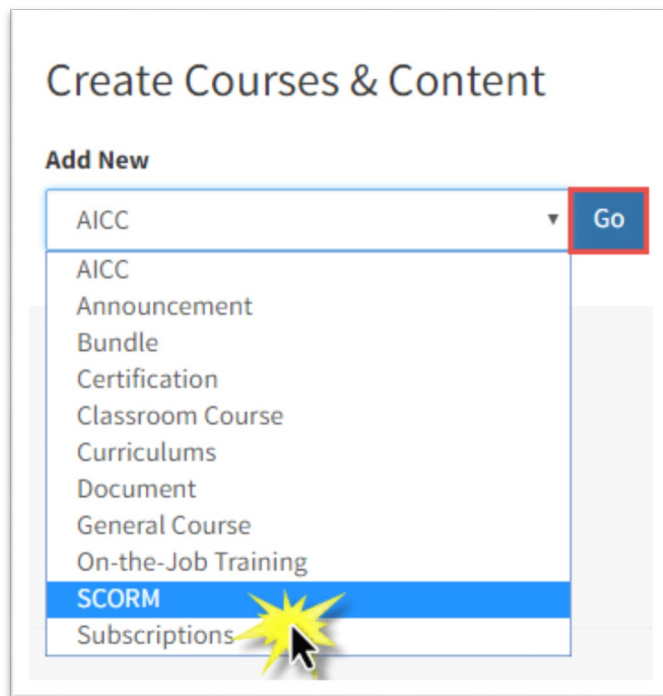 Create Courses & Content
Add New
AICC Go
AICC
Announcement
Bundle
Certification
Classroom Course
Curriculums
Document
General Course
On-the-Job Training
SCORM
Subscriptions